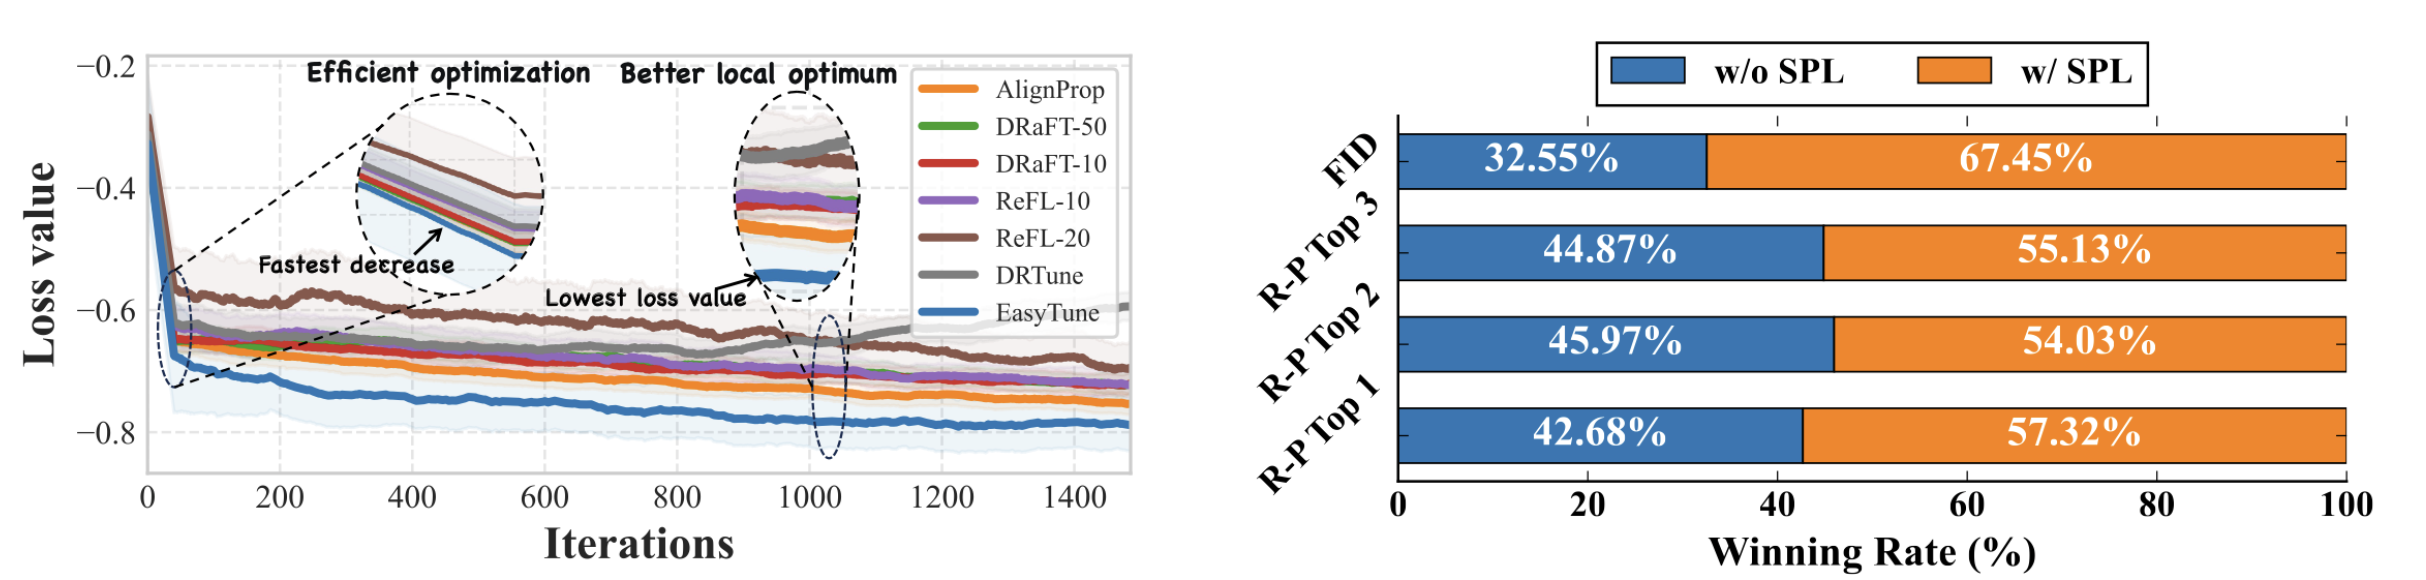 Efficient optimization
Better local optimum
Fastest decrease
Lowest loss value
AlignProp
DRaFT-50
DRaFT-10
ReFL-10
ReFL-20
DRTune
EasyTune
Loss value
−0.2
−0.4
−0.6
−0.8
0 200 400 600 800 1000 1200 1400
Iterations
w/o SPL w/ SPL
FID 32.55% 67.45%
R-P Top 3 44.87% 55.13%
R-P Top 2 45.97% 54.03%
R-P Top 1 42.68% 57.32%
0 20 40 60 80 100
Winning Rate (%)